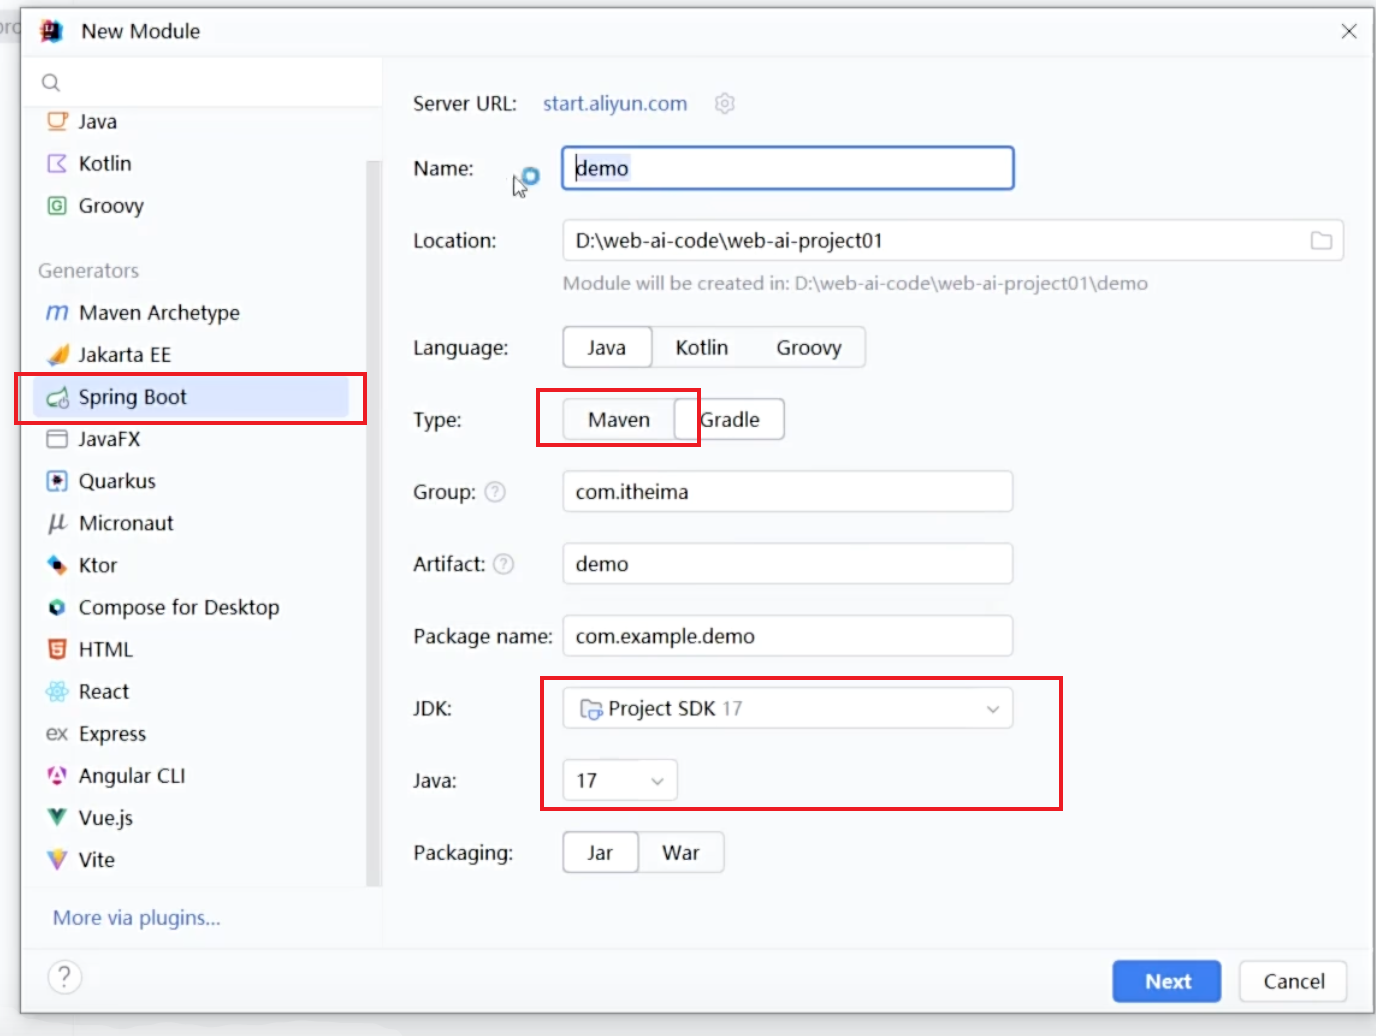 pro
New Module
Java
Kotlin
Groovy
Generators
Maven Archetype
Jakarta EE
Spring Boot
JavaFX
Quarkus
Micronaut
Ktor
Compose for Desktop
HTML
React
ex Express
Angular CLI
Vue.js
Vite
More via plugins...
?
Server URL: start.aliyun.com
Name: demo
Location: D:\web-ai-code\web-ai-project01
Module will be created in: D:\web-ai-code\web-ai-project01\demo
Language: Java Kotlin Groovy
Type: Maven Gradle
Group: ? com.itheima
Artifact: ? demo
Package name: com.example.demo
JDK: Project SDK 17
Java: 17
Packaging: Jar War
Next Cancel